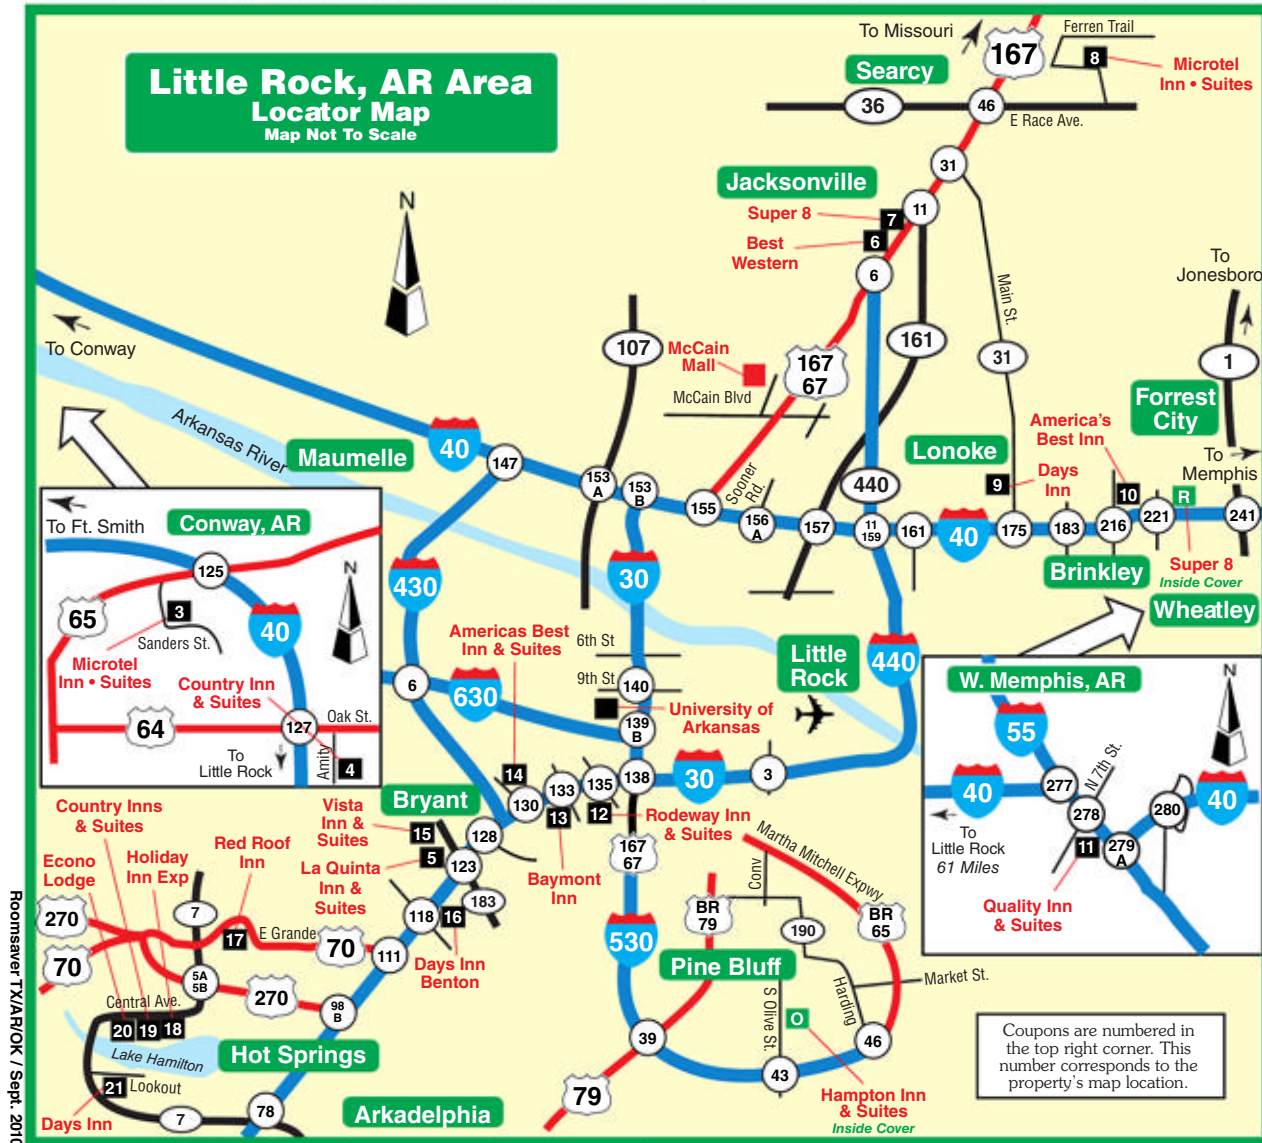 Little Rock, AR Area
Locator Map
Map Not To Scale
To Missouri
167
Ferren Trail
8
Microtel
Inn • Suites
Searcy
36
46
E Race Ave.
31
Jacksonville
11
Super 8
7
6
Best
Western
6
N
To
Jonesboro
Main St.
To Conway
107
McCain
Mall
167
67
161
31
1
McCain Blvd
Forrest
City
Arkansas River
Maumelle
40
147
153
A
153
B
155
Sooner
Rd.
156
A
157
440
11
159
161
40
Lonoke
9
Days
Inn
America's
Best Inn
10
175
183
216
221
R
To
Memphis
241
Super 8
Inside Cover
Brinkley
Wheatley
To Ft. Smith
Conway, AR
125
N
65
3
Sanders St.
40
Microtel
Inn • Suites
Country Inn
& Suites
64
127
Oak St.
To
Little Rock
Amity
4
430
30
6th St
Americas Best
Inn & Suites
9th St
140
6
630
University of
Arkansas
139
B
Little
Rock
440
W. Memphis, AR
N
55
N 7th St.
277
40
278
280
40
To
Little Rock
61 Miles
11
279
A
Quality Inn
& Suites
14
130
133
135
138
30
3
13
12
Rodeway Inn
& Suites
Baymont
Inn
Bryant
128
Vista
Inn &
Suites
15
5
La Quinta
Inn &
Suites
123
183
118
16
Days Inn
Benton
Country Inns
& Suites
Econo
Lodge
Holiday
Inn Exp
Red Roof
Inn
270
7
17
E Grande
70
111
70
5A
5B
270
98
B
Central Ave.
20
19
18
Lake Hamilton
Hot Springs
21
Lookout
Days Inn
7
78
Arkadelphia
167
67
530
Martha Mitchell Expwy
Conv
BR
79
190
BR
65
Pine Bluff
Market St.
S Olive St.
O
Harding
39
43
46
79
Hampton Inn
& Suites
Inside Cover
Coupons are numbered in
the top right corner. This
number corresponds to the
property's map location.
Roomsaver TX/AR/OK / Sept. 2010